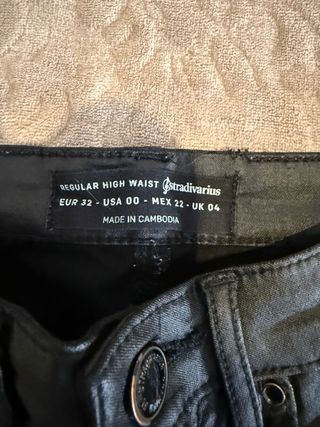 REGULAR HIGH WAIST stradivarius
EUR 32 - USA 00 - MEX 22 - UK 04
MADE IN CAMBODIA